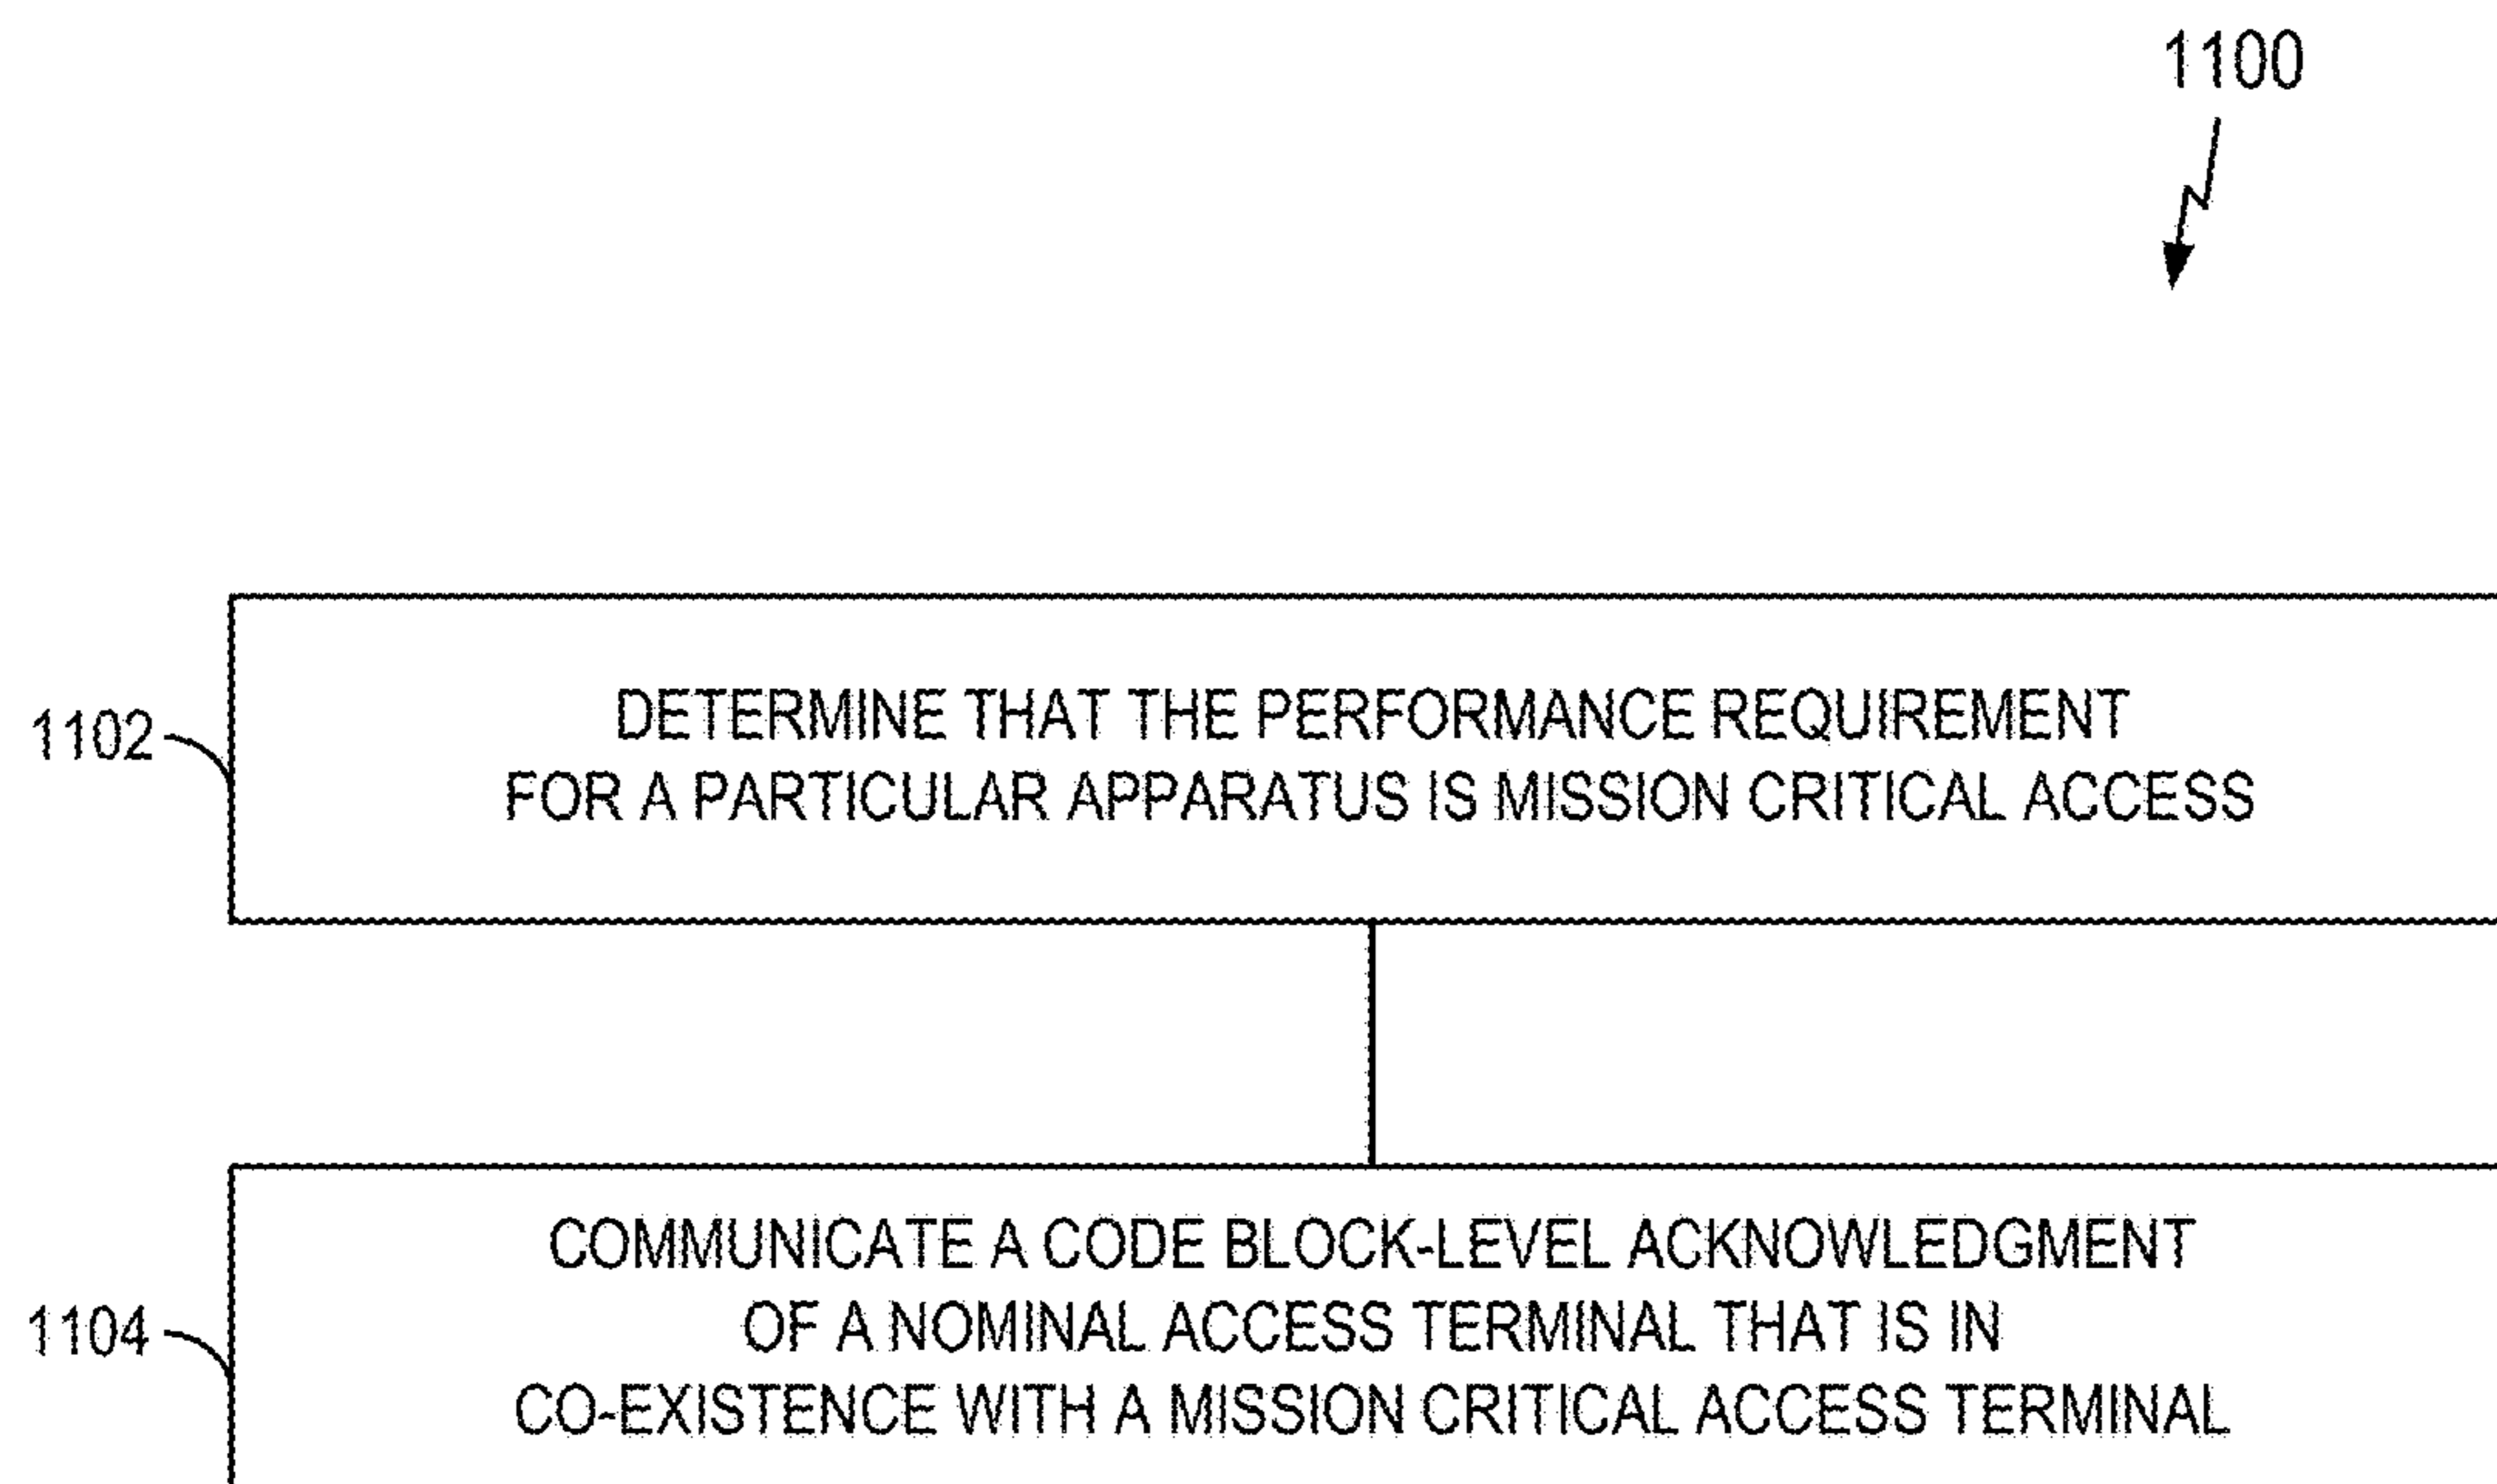 1100
1102
DETERMINE THAT THE PERFORMANCE REQUIREMENT
FOR A PARTICULAR APPARATUS IS MISSION CRITICAL ACCESS
COMMUNICATE A CODE BLOCK-LEVEL ACKNOWLEDGMENT
1104
OF A NOMINAL ACCESS TERMINAL THAT IS IN
CO-EXISTENCE WITH A MISSION CRITICAL ACCESS TERMINAL